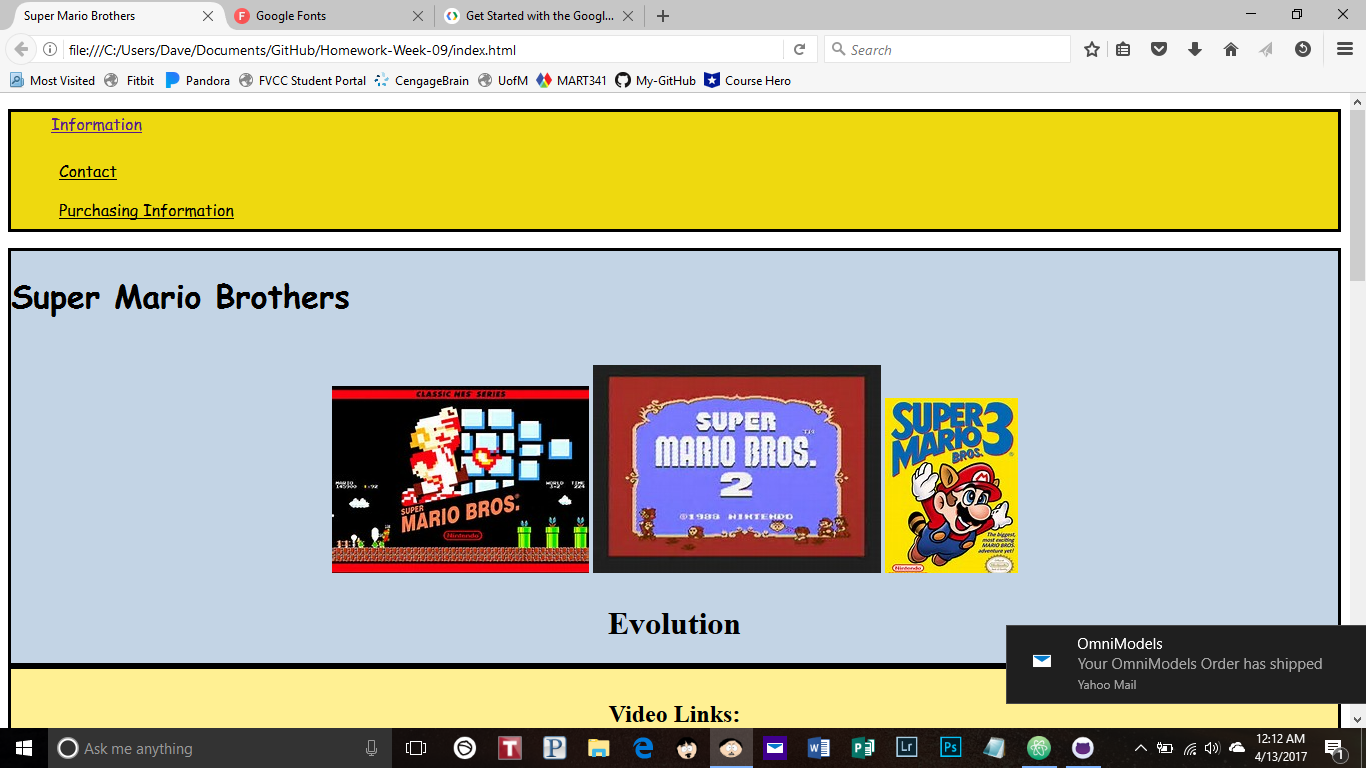 Super Mario Brothers
Google Fonts
Get Started with the Googl...
file:///C:/Users/Dave/Documents/GitHub/Homework-Week-09/index.html
Search
Most Visited
Fitbit
Pandora
FVCC Student Portal
CengageBrain
UofM
MART341
My-GitHub
Course Hero
Information
Contact
Purchasing Information
Super Mario Brothers
CLASSIC NES SERIES
MARIO
WORLD TIME
SUPER
MARIO BROS.
Nintendo
SUPER
MARIO BROS.
2
©1988 NINTENDO
SUPER
MARIO 3
BROS.
The biggest,
most exciting
MARIO BROS.
adventure yet!
Nintendo
Evolution
Video Links:
OmniModels
Your OmniModels Order has shipped
Yahoo Mail
Ask me anything
12:12 AM
4/13/2017
1